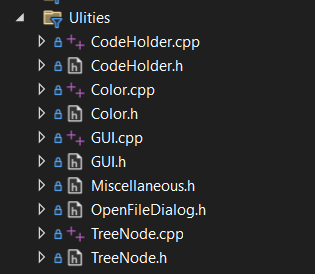 Ulities
CodeHolder.cpp
CodeHolder.h
Color.cpp
Color.h
GUI.cpp
GUI.h
Miscellaneous.h
OpenFileDialog.h
TreeNode.cpp
TreeNode.h